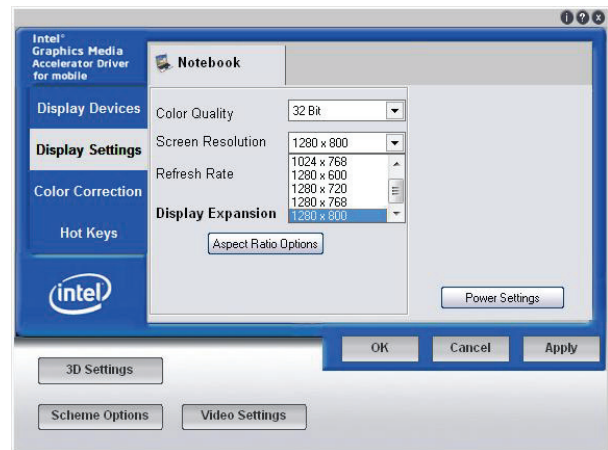 Intel®
Graphics Media
Accelerator Driver
for mobile
Notebook
Display Devices
Display Settings
Color Correction
Hot Keys
intel
Color Quality
32 Bit
Screen Resolution
1280 x 800
1024 x 768
1280 x 600
1280 x 720
1280 x 768
1280 x 800
Refresh Rate
Display Expansion
Aspect Ratio Options
Power Settings
OK
Cancel
Apply
3D Settings
Scheme Options
Video Settings